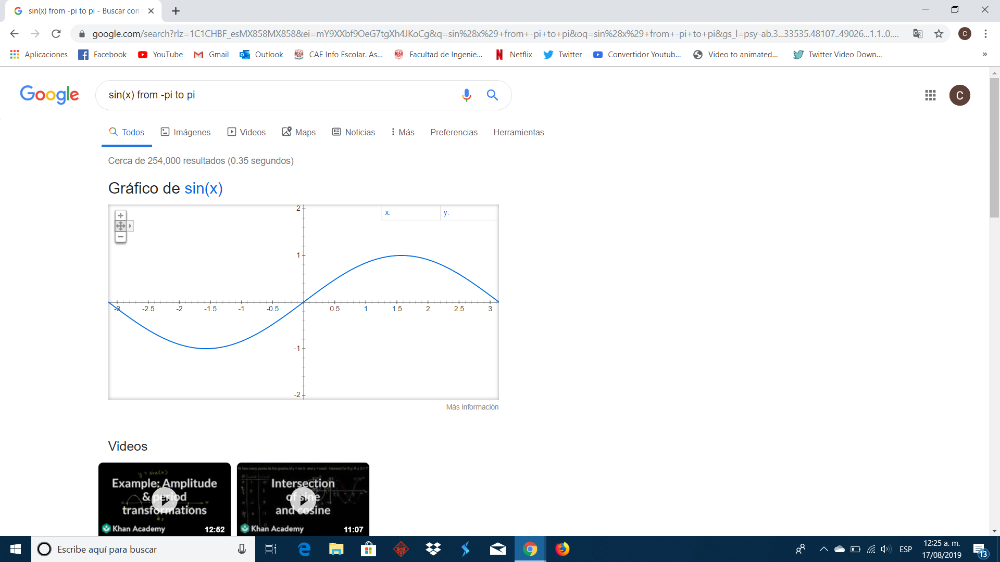 sin(x) from -pi to pi - Buscar con
google.com/search?rlz=1C1CHBF_esMX858MX858&ei=mY9XXbf9OeG7tgXh4JKoCg&q=sin%28x%29+from+-pi+to+pi&oq=sin%28x%29+from+-pi+to+pi&gs_l=psy-ab.3...33535.48107..49026...1.1..0....
C
Aplicaciones Facebook YouTube Gmail Outlook CAE Info Escolar. As... Facultad de Ingenie... Netflix Twitter Convertidor Youtub... Video to animated... Twitter Video Down... »
Google
sin(x) from -pi to pi
C
Todos Imágenes Videos Maps Noticias Más Preferencias Herramientas
Cerca de 254,000 resultados (0.35 segundos)
Gráfico de sin(x)
x: y:
2
1
-3 -2.5 -2 -1.5 -1 -0.5 0.5 1 1.5 2 2.5 3
-1
-2
Más información
Videos
y = sin(x)
Example: Amplitude
& period
transformations
Khan Academy
12:52
Intersection
of sine
and cosine
Khan Academy
11:07
Escribe aquí para buscar
ESP
12:25 a. m.
17/08/2019
13